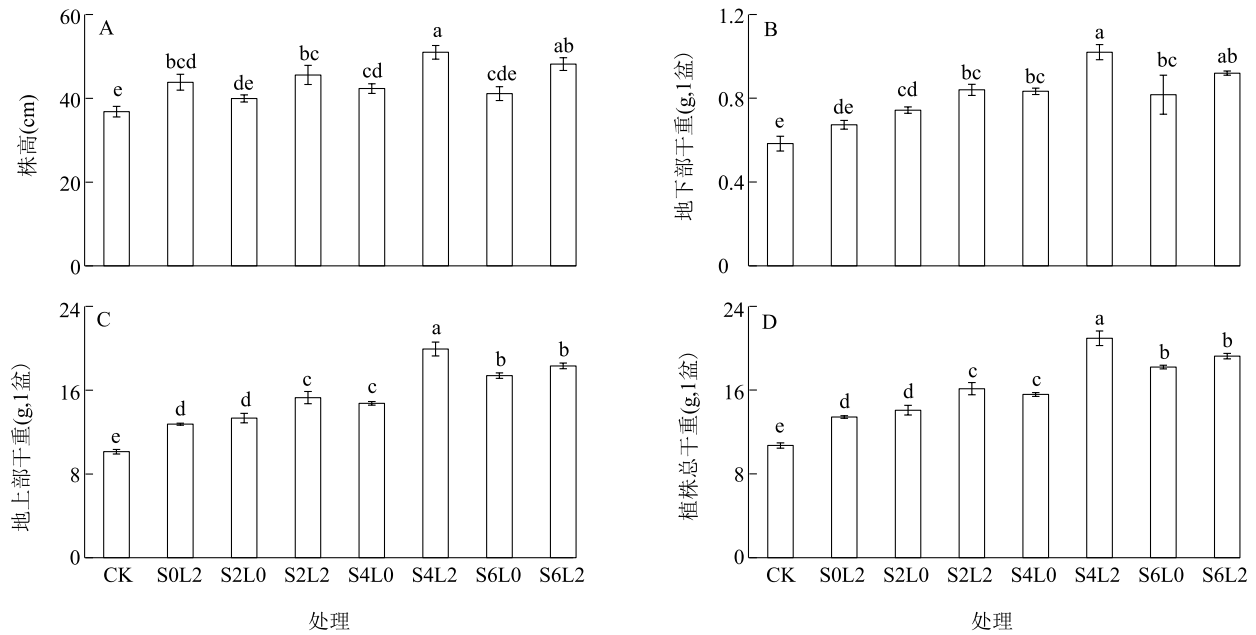 A
株高(cm)
60
40
20
0
e
bcd
de
bc
cd
a
cde
ab
B
地下部干重(g,1盆)
1.2
0.8
0.4
0
e
de
cd
bc
bc
a
bc
ab
C
地上部干重(g,1盆)
24
16
8
0
e
d
d
c
c
a
b
b
CK S0L2 S2L0 S2L2 S4L0 S4L2 S6L0 S6L2
处理
D
植株总干重(g,1盆)
24
16
8
0
e
d
d
c
c
a
b
b
CK S0L2 S2L0 S2L2 S4L0 S4L2 S6L0 S6L2
处理